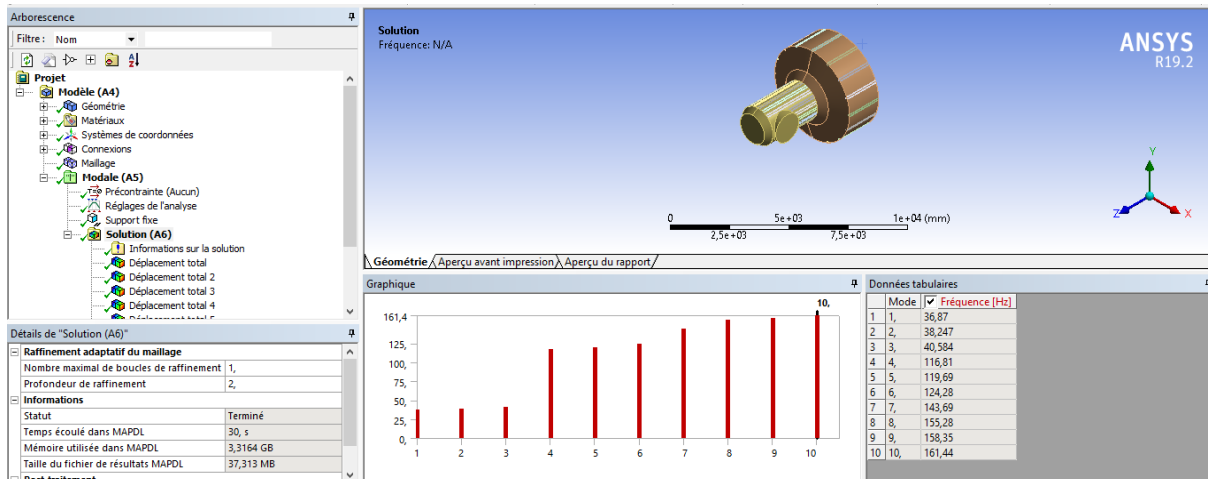 Arborescence
Filtre : Nom
Projet
Modèle (A4)
Géométrie
Matériaux
Systèmes de coordonnées
Connexions
Maillage
Modale (A5)
Précontrainte (Aucun)
Réglages de l'analyse
Support fixe
Solution (A6)
Informations sur la solution
Déplacement total
Déplacement total 2
Déplacement total 3
Déplacement total 4
Détails de "Solution (A6)"
Raffinement adaptatif du maillage
Nombre maximal de boucles de raffinement 1,
Profondeur de raffinement 2,
Informations
Statut Terminé
Temps écoulé dans MAPDL 30, s
Mémoire utilisée dans MAPDL 3,3164 GB
Taille du fichier de résultats MAPDL 37,313 MB
Solution
Fréquence: N/A
ANSYS
R19.2
Y
Z X
0 5e+03 1e+04 (mm)
2,5e+03 7,5e+03
Géométrie Aperçu avant impression Aperçu du rapport
Graphique
10,
161,4
125,
100,
75,
50,
25,
0,
1 2 3 4 5 6 7 8 9 10
Données tabulaires
Mode Fréquence [Hz]
1 1, 36,87
2 2, 38,247
3 3, 40,584
4 4, 116,81
5 5, 119,69
6 6, 124,28
7 7, 143,69
8 8, 155,28
9 9, 158,35
10 10, 161,44